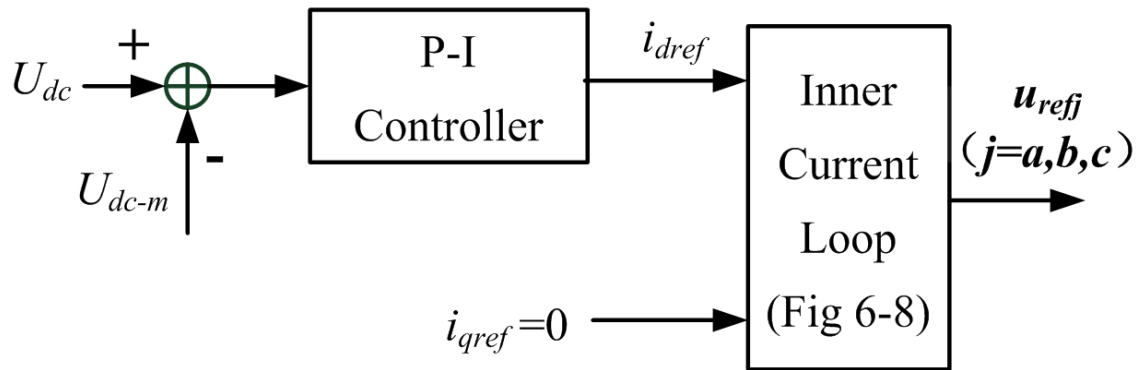 +
U_dc
-
U_dc-m
P-I
Controller
i_dref
i_qref =0
Inner
Current
Loop
(Fig 6-8)
u_refj
(j=a,b,c)